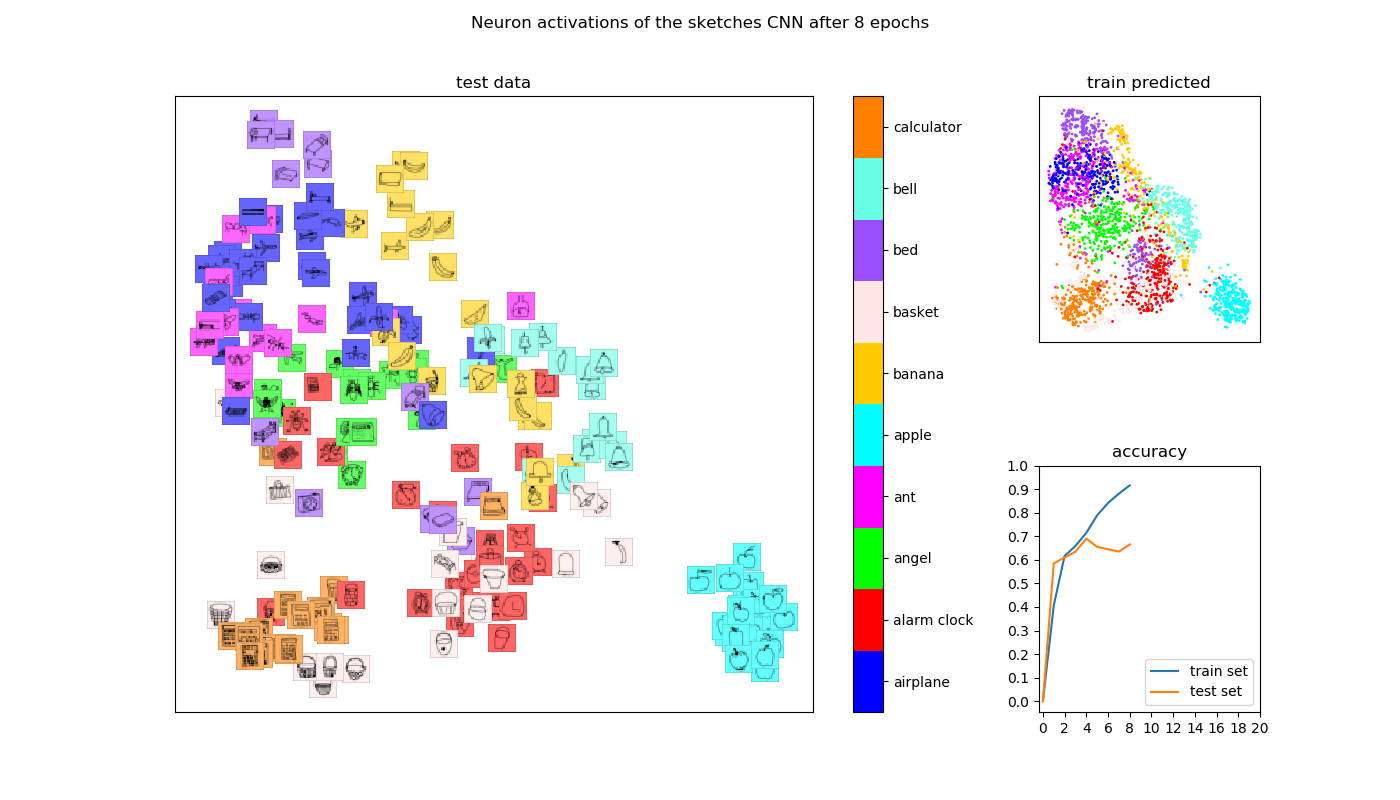 Neuron activations of the sketches CNN after 8 epochs
test data
calculator
bell
bed
basket
banana
apple
ant
angel
alarm clock
airplane
train predicted
accuracy
1.0
0.9
0.8
0.7
0.6
0.5
0.4
0.3
0.2
0.1
0.0
train set
test set
0 2 4 6 8 10 12 14 16 18 20